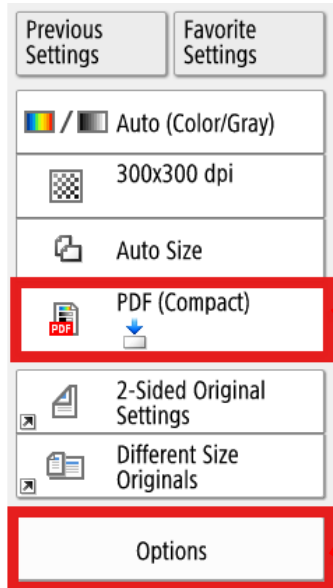 Previous Settings
Favorite Settings
Auto (Color/Gray)
300x300 dpi
Auto Size
PDF (Compact)
PDF
2-Sided Original
Settings
Different Size
Originals
Options